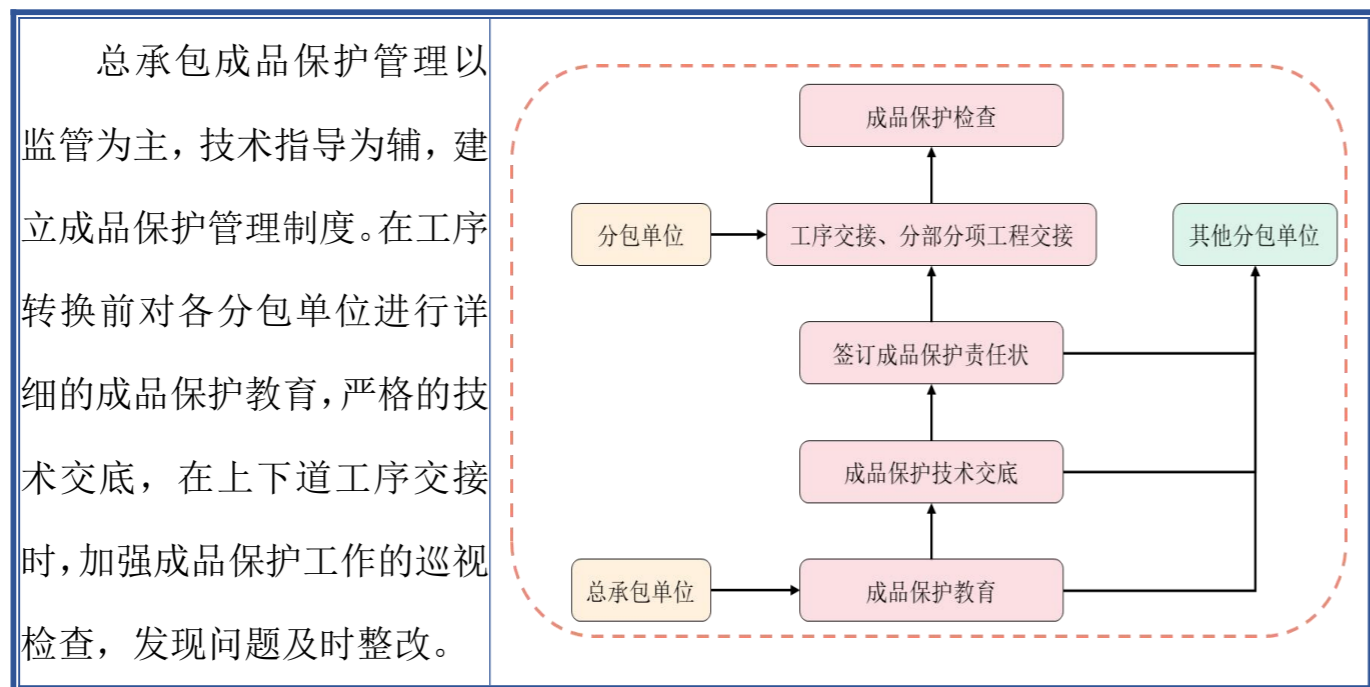 总承包成品保护管理以
监管为主，技术指导为辅，建
立成品保护管理制度。在工序
转换前对各分包单位进行详
细的成品保护教育，严格的技
术交底，在上下道工序交接
时，加强成品保护工作的巡视
检查，发现问题及时整改。
成品保护检查
分包单位
工序交接、分部分项工程交接
其他分包单位
签订成品保护责任状
成品保护技术交底
总承包单位
成品保护教育